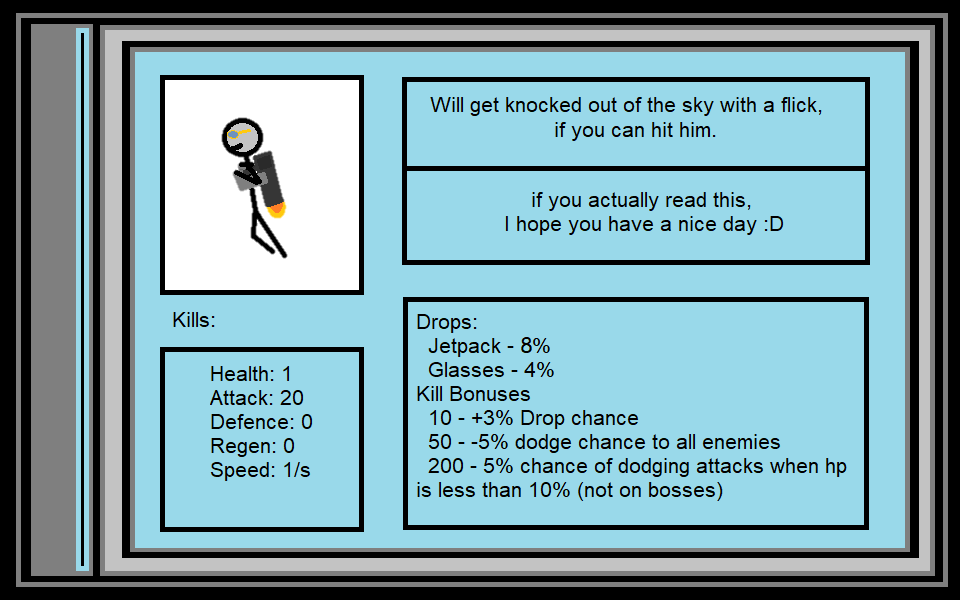 Will get knocked out of the sky with a flick,
if you can hit him.
if you actually read this,
I hope you have a nice day :D
Kills:
Health: 1
Attack: 20
Defence: 0
Regen: 0
Speed: 1/s
Drops:
Jetpack - 8%
Glasses - 4%
Kill Bonuses
10 - +3% Drop chance
50 - -5% dodge chance to all enemies
200 - 5% chance of dodging attacks when hp
is less than 10% (not on bosses)